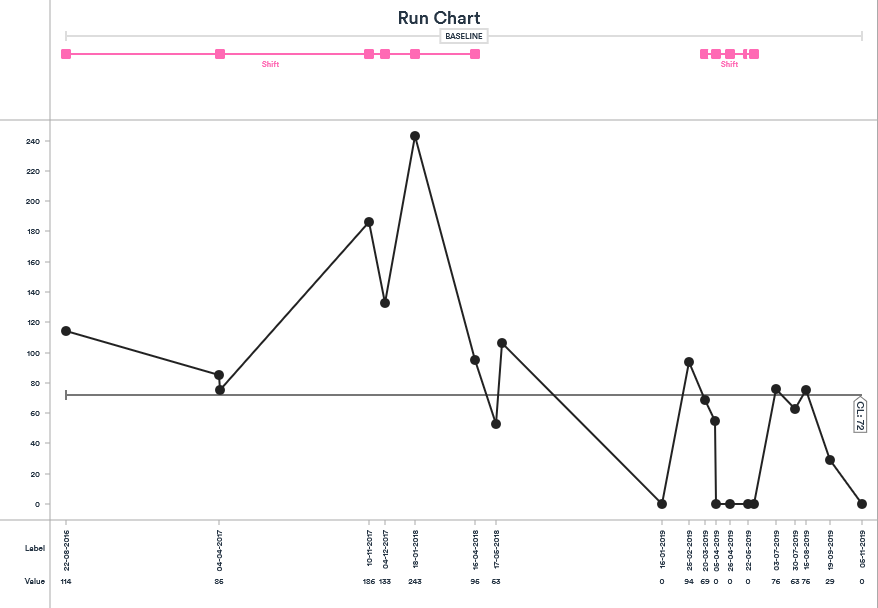 Run Chart
BASELINE
Shift
Shift
240
220
200
180
160
140
120
100
80
60
40
20
0
CL: 72
Label 22-08-2016 04-04-2017 10-11-2017 04-12-2017 18-01-2018 16-04-2018 17-05-2018 16-01-2019 25-02-2019 20-03-2019 05-04-2019 26-04-2019 22-05-2019 03-07-2019 30-07-2019 15-08-2019 19-09-2019 05-11-2019
Value 114 86 186 133 243 96 53 0 94 69 0 0 0 76 63 76 29 0